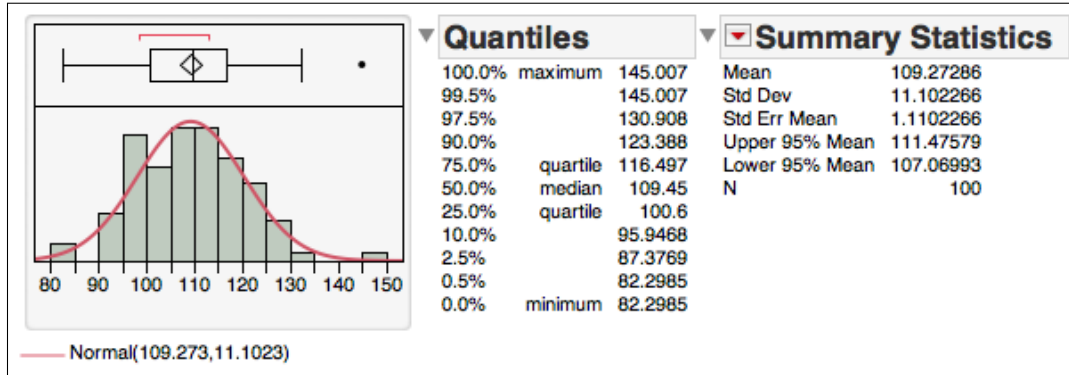 80 90 100 110 120 130 140 150
Normal(109.273,11.1023)
Quantiles
100.0% maximum 145.007
99.5% 145.007
97.5% 130.908
90.0% 123.388
75.0% quartile 116.497
50.0% median 109.45
25.0% quartile 100.6
10.0% 95.9468
2.5% 87.3769
0.5% 82.2985
0.0% minimum 82.2985
Summary Statistics
Mean 109.27286
Std Dev 11.102266
Std Err Mean 1.1102266
Upper 95% Mean 111.47579
Lower 95% Mean 107.06993
N 100